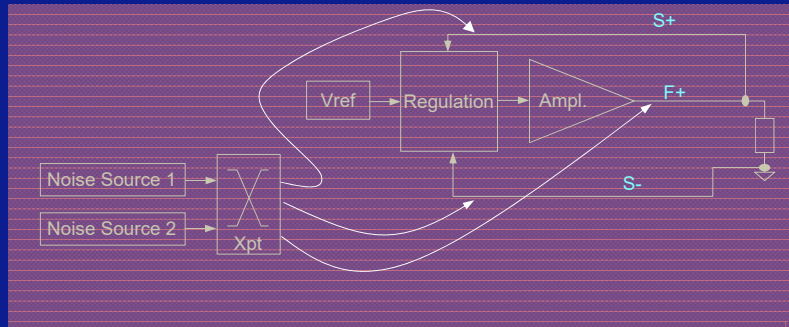 S+
Vref
Regulation
Ampl.
F+
Noise Source 1
S-
Noise Source 2
Xpt